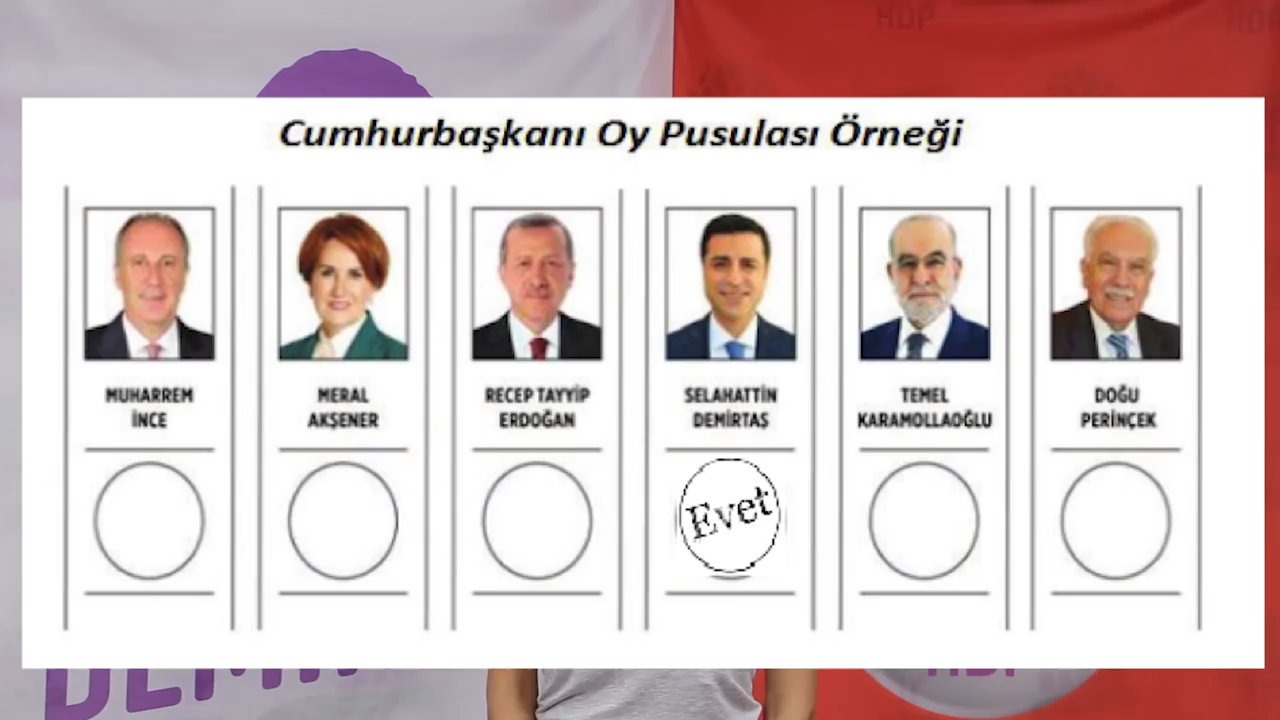 HDP
Cumhurbaşkanı Oy Pusulası Örneği
MUHARREM
İNCE
MERAL
AKŞENER
RECEP TAYYİP
ERDOĞAN
SELAHATTİN
DEMİRTAŞ
TEMEL
KARAMOLLAOĞLU
DOĞU
PERİNÇEK
Evet